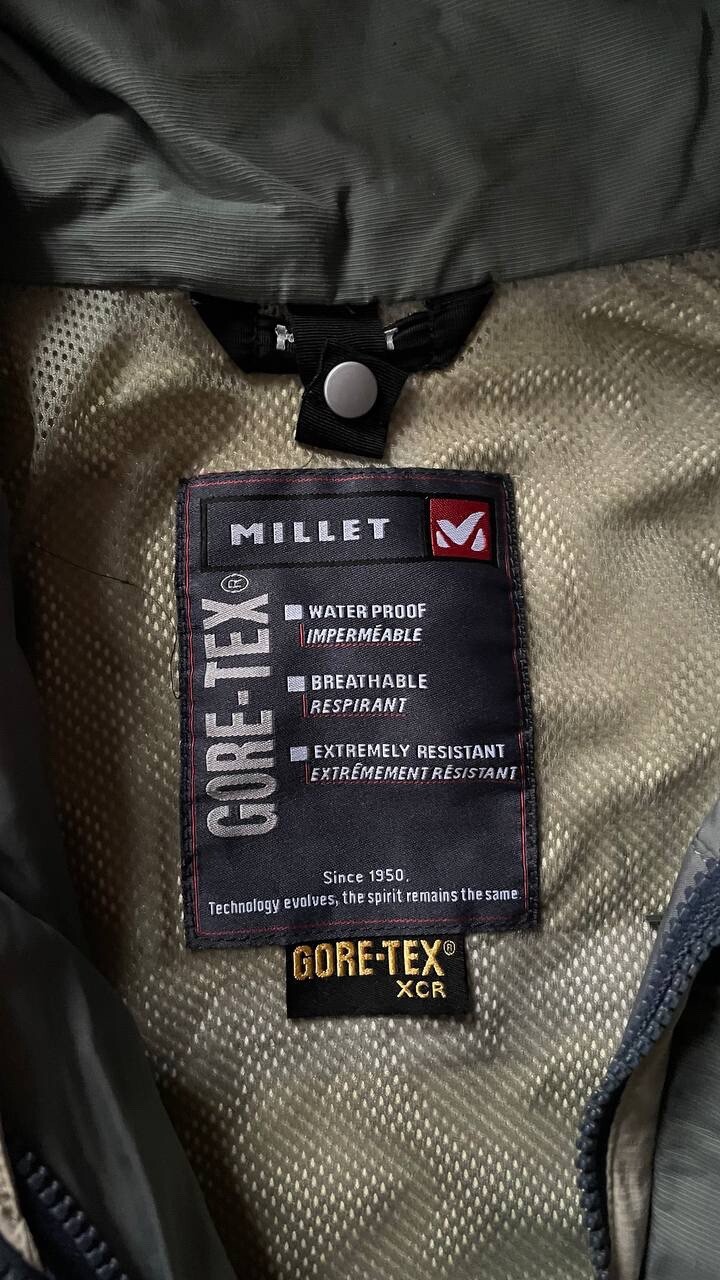 MILLET
GORE-TEX®
WATER PROOF
IMPERMÉABLE
BREATHABLE
RESPIRANT
EXTREMELY RESISTANT
EXTRÊMEMENT RÉSISTANT
Since 1950.
Technology evolves, the spirit remains the same.
GORE-TEX®
XCR